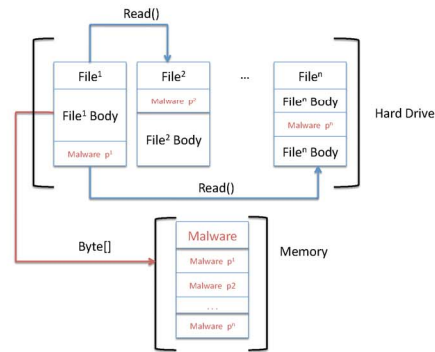 Read()
File¹
File¹ Body
Malware p¹
File²
Malware p²
File² Body
...
Fileⁿ
Fileⁿ Body
Malware pⁿ
Fileⁿ Body
Hard Drive
Read()
Byte[]
Malware
Malware p¹
Malware p2
...
Malware pⁿ
Memory